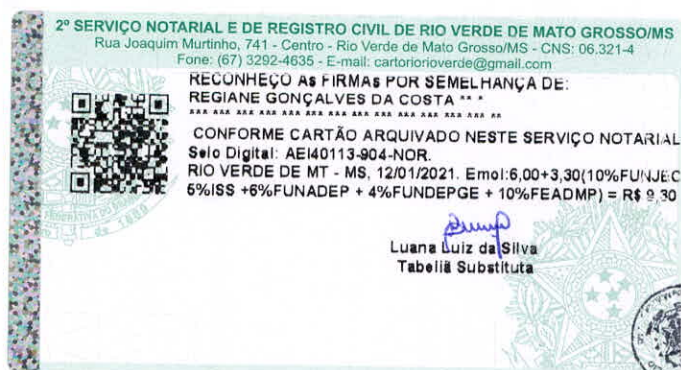 2º SERVIÇO NOTARIAL E DE REGISTRO CIVIL DE RIO VERDE DE MATO GROSSO/MS
Rua Joaquim Murtinho, 741 - Centro - Rio Verde de Mato Grosso/MS - CNS: 06.321-4
Fone: (67) 3292-4635 - E-mail: cartoriorioverde@gmail.com
RECONHEÇO AS FIRMAS POR SEMELHANÇA DE:
REGIANE GONÇALVES DA COSTA ** *
*** *** *** *** *** *** *** *** *** *** *** *** *** *** **
CONFORME CARTÃO ARQUIVADO NESTE SERVIÇO NOTARIAL
Selo Digital: AEI40113-904-NOR.
RIO VERDE DE MT - MS, 12/01/2021. Emol:6,00+3,30(10%FUNJEC
5%ISS +6%FUNADEP + 4%FUNDEPGE + 10%FEADMP) = R$ 9,30
Luana Luiz da Silva
Tabeliã Substituta